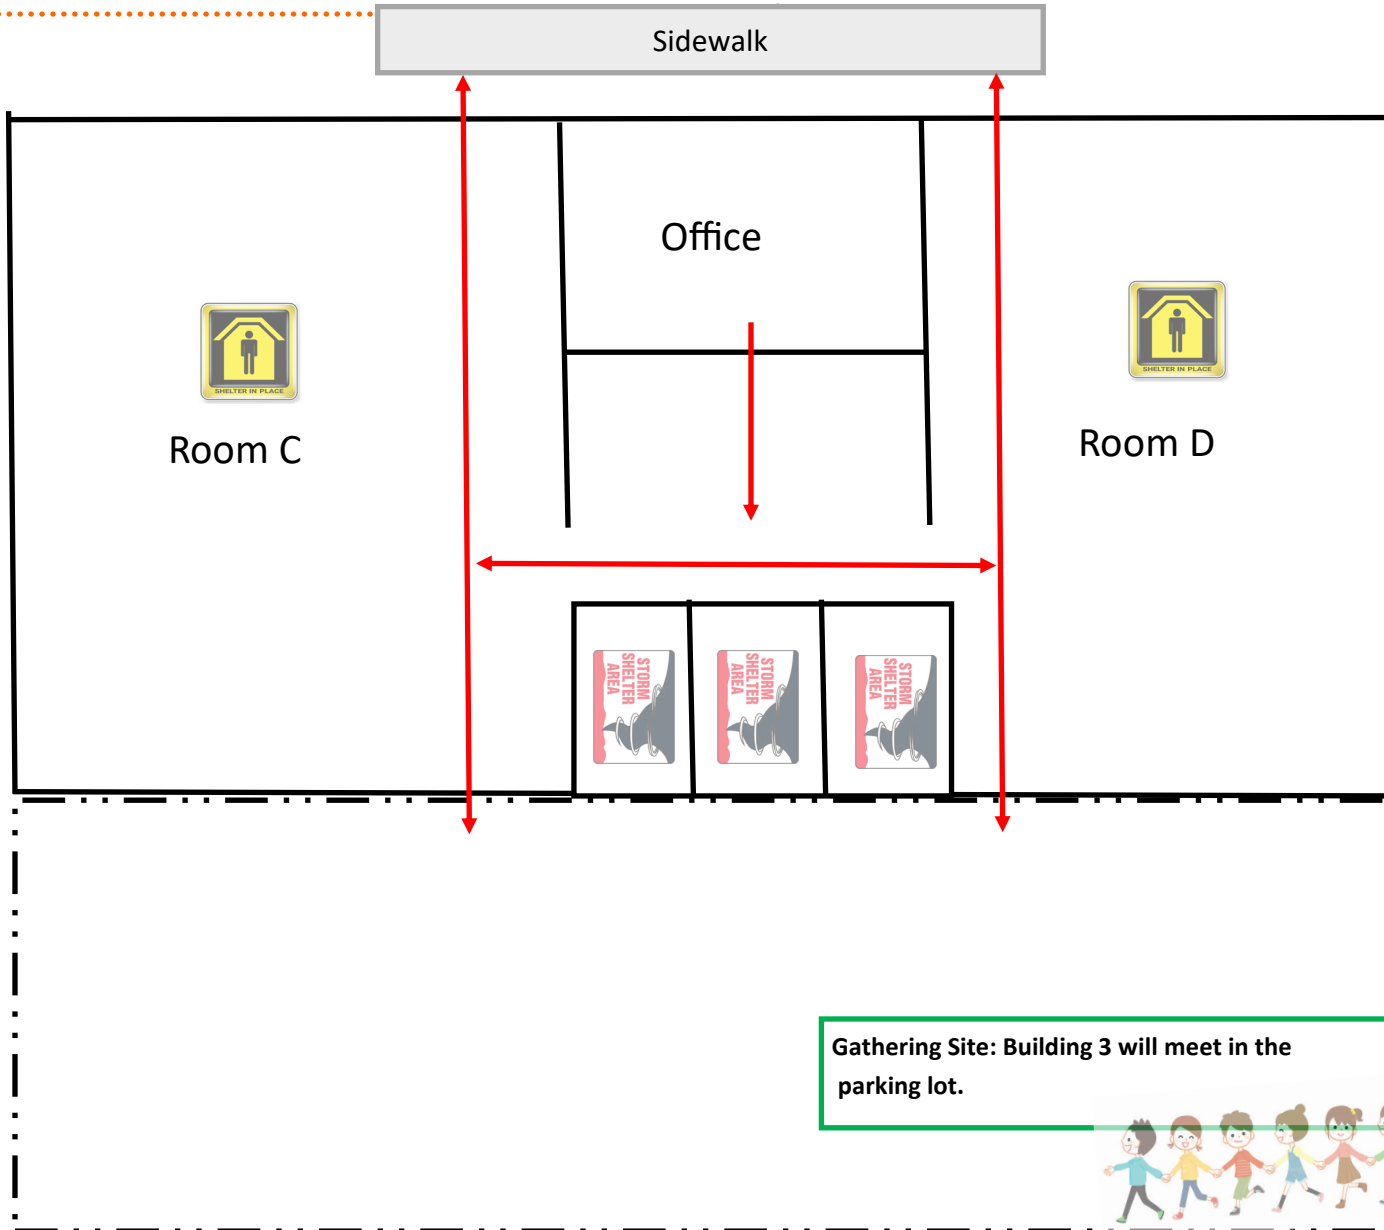 Sidewalk
Office
SHELTER IN PLACE
SHELTER IN PLACE
Room C
Room D
STORM
SHELTER
AREA
STORM
SHELTER
AREA
STORM
SHELTER
AREA
Gathering Site: Building 3 will meet in the
parking lot.